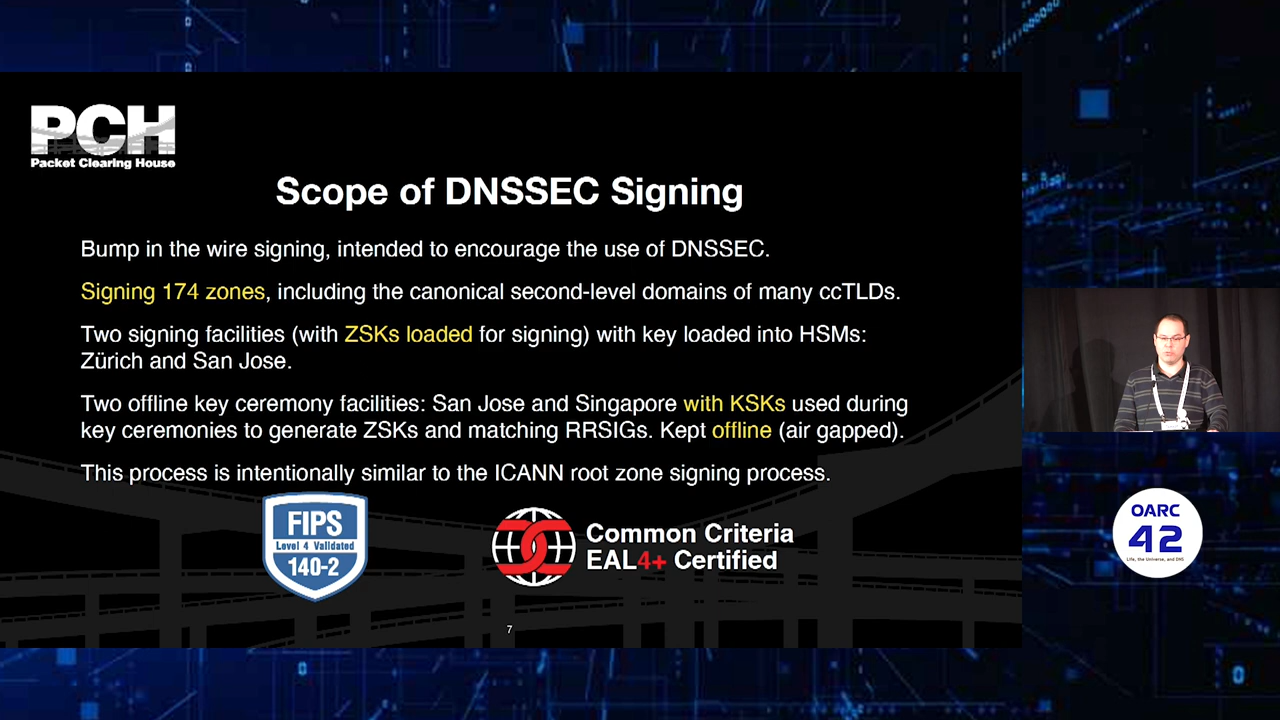 PCH
Packet Clearing House
Scope of DNSSEC Signing
Bump in the wire signing, intended to encourage the use of DNSSEC.
Signing 174 zones, including the canonical second-level domains of many ccTLDs.
Two signing facilities (with ZSKs loaded for signing) with key loaded into HSMs:
Zürich and San Jose.
Two offline key ceremony facilities: San Jose and Singapore with KSKs used during
key ceremonies to generate ZSKs and matching RRSIGs. Kept offline (air gapped).
This process is intentionally similar to the ICANN root zone signing process.
FIPS
Level 4 Validated
140-2
Common Criteria
EAL4+ Certified
7
OARC
42
Life, the Universe, and DNS